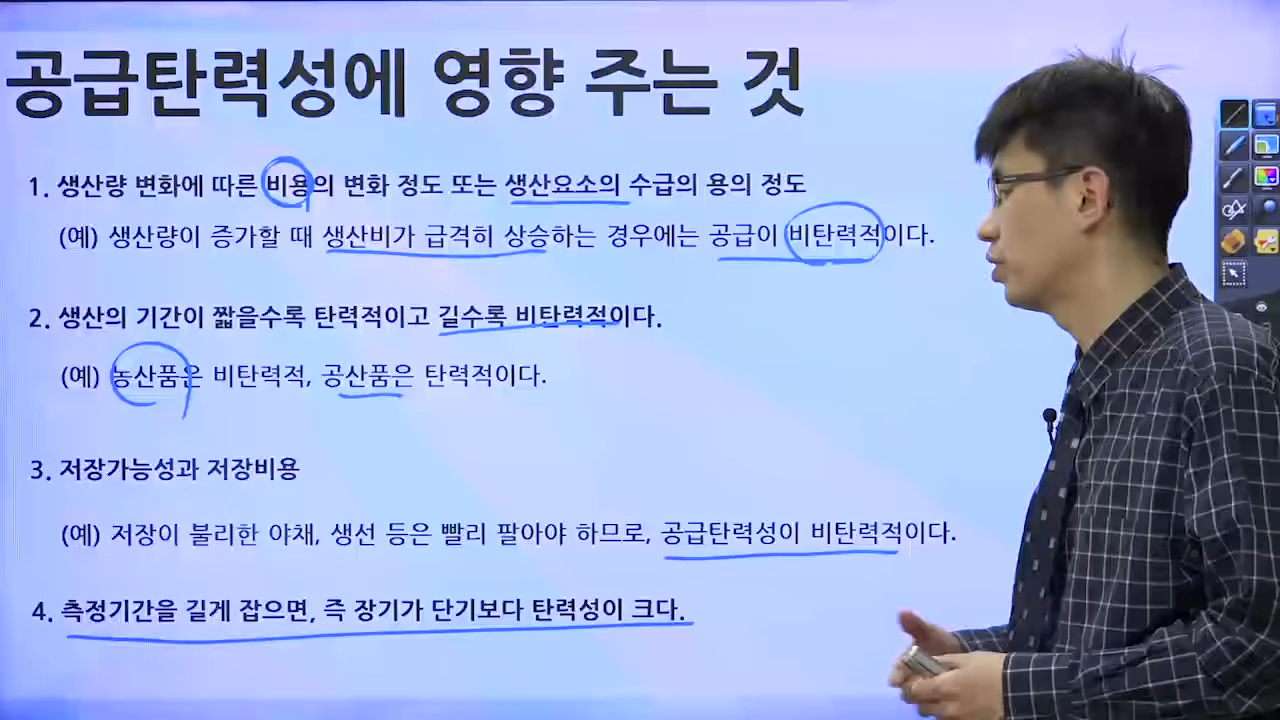 공급탄력성에 영향 주는 것
1. 생산량 변화에 따른 비용의 변화 정도 또는 생산요소의 수급의 용의 정도
(예) 생산량이 증가할 때 생산비가 급격히 상승하는 경우에는 공급이 비탄력적이다.
2. 생산의 기간이 짧을수록 탄력적이고 길수록 비탄력적이다.
(예) 농산품은 비탄력적, 공산품은 탄력적이다.
3. 저장가능성과 저장비용
(예) 저장이 불리한 야채, 생선 등은 빨리 팔아야 하므로, 공급탄력성이 비탄력적이다.
4. 측정기간을 길게 잡으면, 즉 장기가 단기보다 탄력성이 크다.